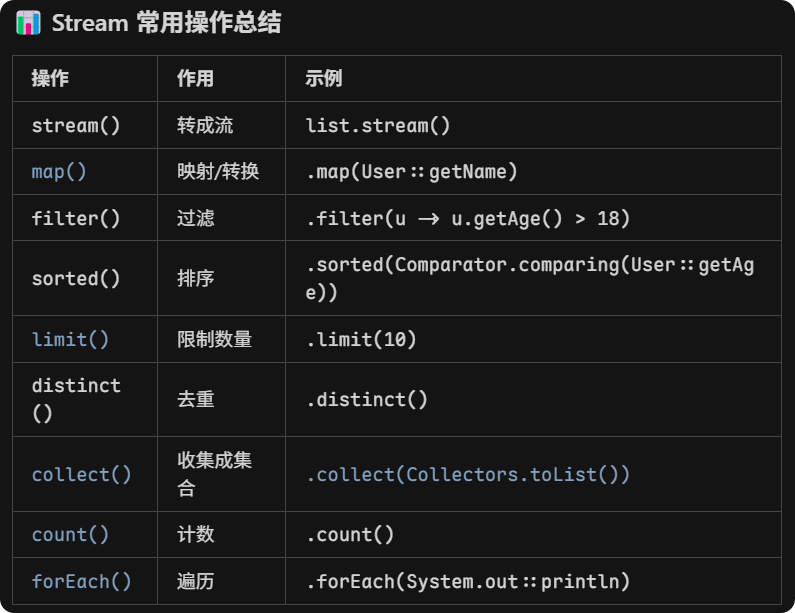 📊 Stream 常用操作总结
操作 作用 示例
stream() 转成流 list.stream()
map() 映射/转换 .map(User::getName)
filter() 过滤 .filter(u -> u.getAge() > 18)
sorted() 排序 .sorted(Comparator.comparing(User::getAg
e))
limit() 限制数量 .limit(10)
distinct
() 去重 .distinct()
collect() 收集成集
合 .collect(Collectors.toList())
count() 计数 .count()
forEach() 遍历 .forEach(System.out::println)